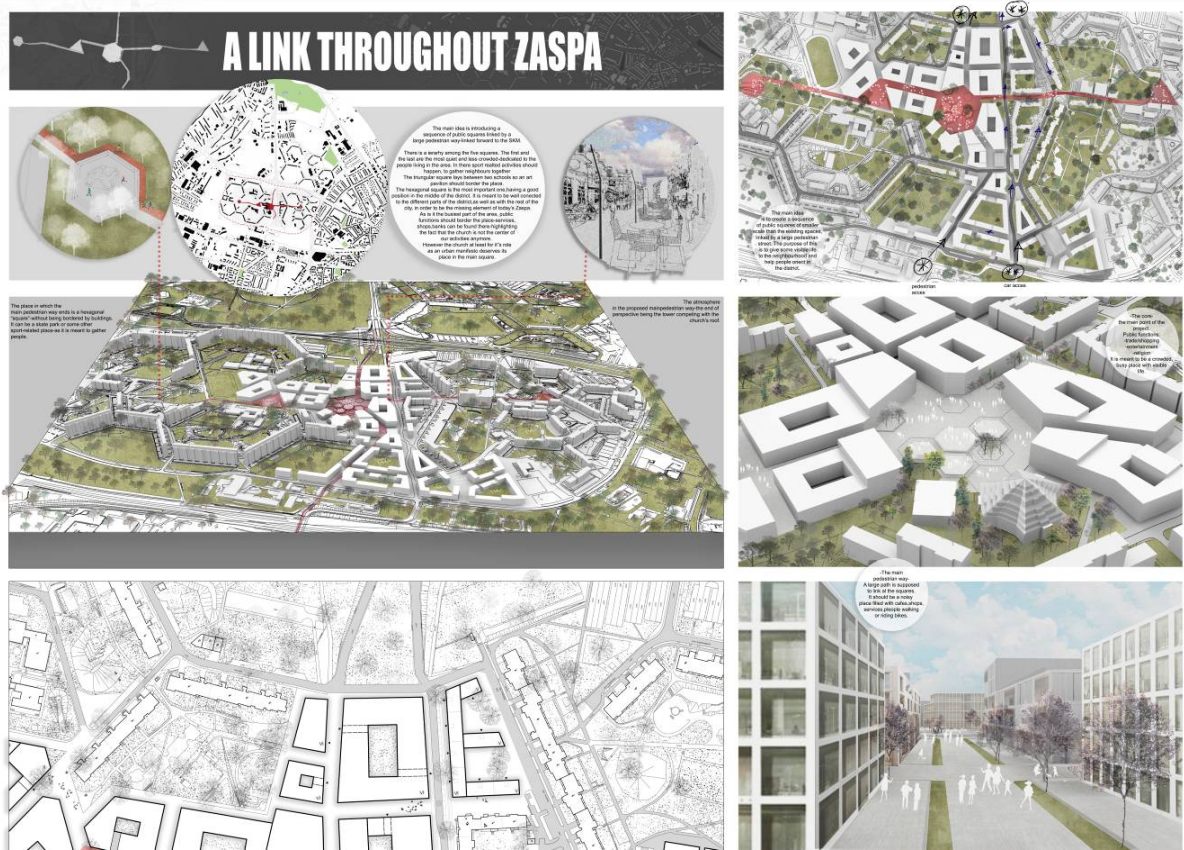 A LINK THROUGHOUT ZASPA
The main idea is introducing a
sequence of public squares linked by a
large pedestrian way-linked forward to the SKM.
There is a hierarhy among the five squares. The first and
the last are the most quiet and less crowded-dedicated to the
people living in the area. In there sport realted activities should
happen, to gather neighbours together
The triangular square lays between two schools so an art
pavilion should border the place.
The hexagonal square is the most important one,having a good
position in the middle of the district. It is meant to be well conected
to the different parts of the district,as well as with the rest of the
city, in order to be the missing element of today's Zaspa.
As is it the busiest part of the area, public
functions should border the place-services,
shops,banks can be found there-highlighting
the fact that the church is not the center of
our activities anymore.
However the church at least for it's role
as an urban manifesto deserves its
place in the main square.
The place in which the
main pedestrian way ends is a hexagonal
"square"-without being bordered by buildings.
It can be a skate park or some other
sport-related place-as it is meant to gather
people.
The atmosphere
in the proposed mainpedestrian way-the end of
perspective being the tower competing with the
church's roof.
The main idea
is to create a sequence
of public squares of smaller
scale than the existing spaces,
linked by a large pedestrian
street. The purpose of this
is to give some visible life
to the neighbourhood and
help people orient in
the district.
pedestrian
acces
car acces
-The core-
the main point of the
project
Public functions:
-trade/shopping
-entertainment
-religion
It is meant to be a crowded,
busy place with visible
life.
-The main
pedestrian way-
A large path is supposed
to link al the squares.
It should be a noisy
place filled with cafes,shops,
services,pleople walking
or riding bikes.